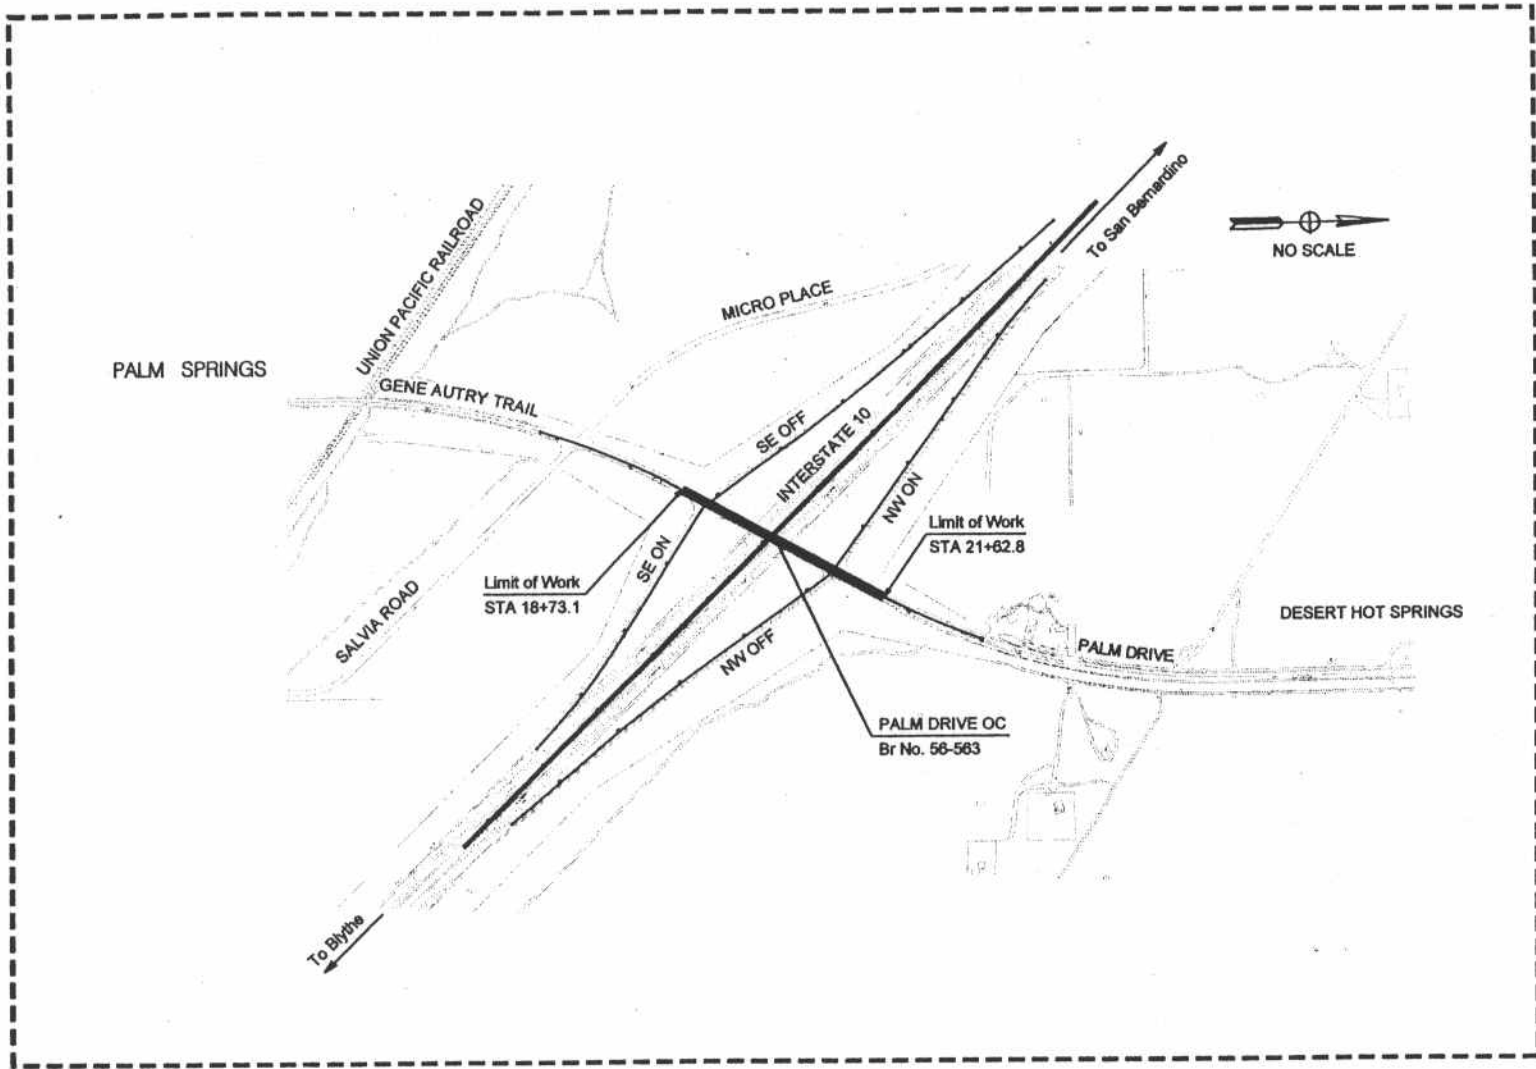 To San Bernardino
NO SCALE
UNION PACIFIC RAILROAD
MICRO PLACE
PALM SPRINGS
GENE AUTRY TRAIL
SE OFF
INTERSTATE 10
NW ON
Limit of Work
STA 21+62.8
SE ON
Limit of Work
STA 18+73.1
SALVIA ROAD
DESERT HOT SPRINGS
NW OFF
PALM DRIVE
PALM DRIVE OC
Br No. 56-563
To Blythe